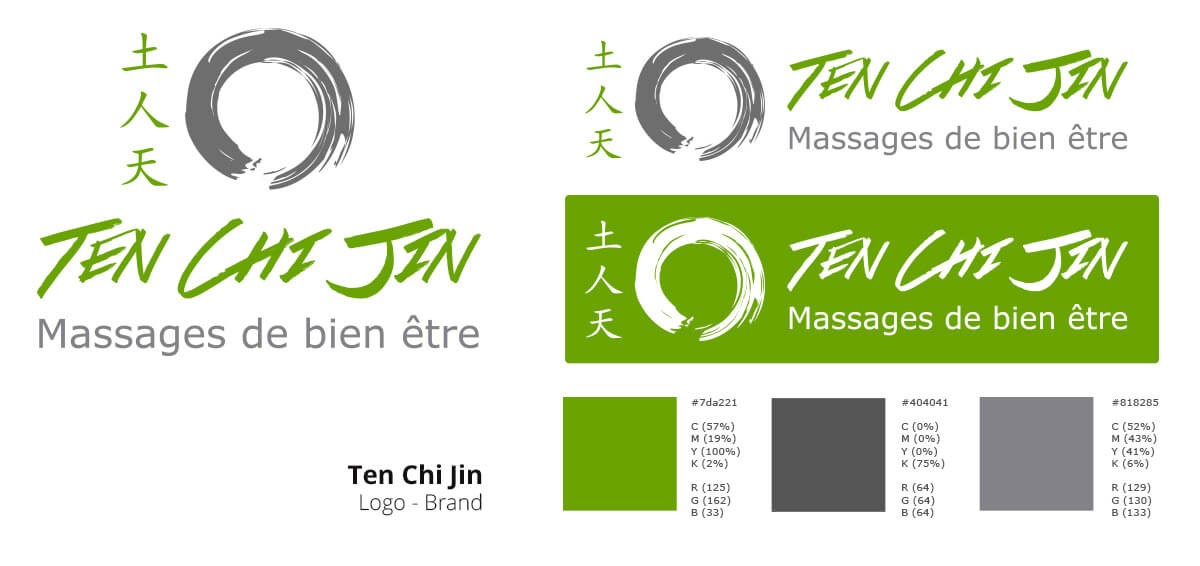 土
人
天
TEN CHI JIN
Massages de bien être
土
人
天
TEN CHI JIN
Massages de bien être
土
人
天
TEN CHI JIN
Massages de bien être
Ten Chi Jin
Logo - Brand
#7da221
C (57%)
M (19%)
Y (100%)
K (2%)
R (125)
G (162)
B (33)
#404041
C (0%)
M (0%)
Y (0%)
K (75%)
R (64)
G (64)
B (64)
#818285
C (52%)
M (43%)
Y (41%)
K (6%)
R (129)
G (130)
B (133)